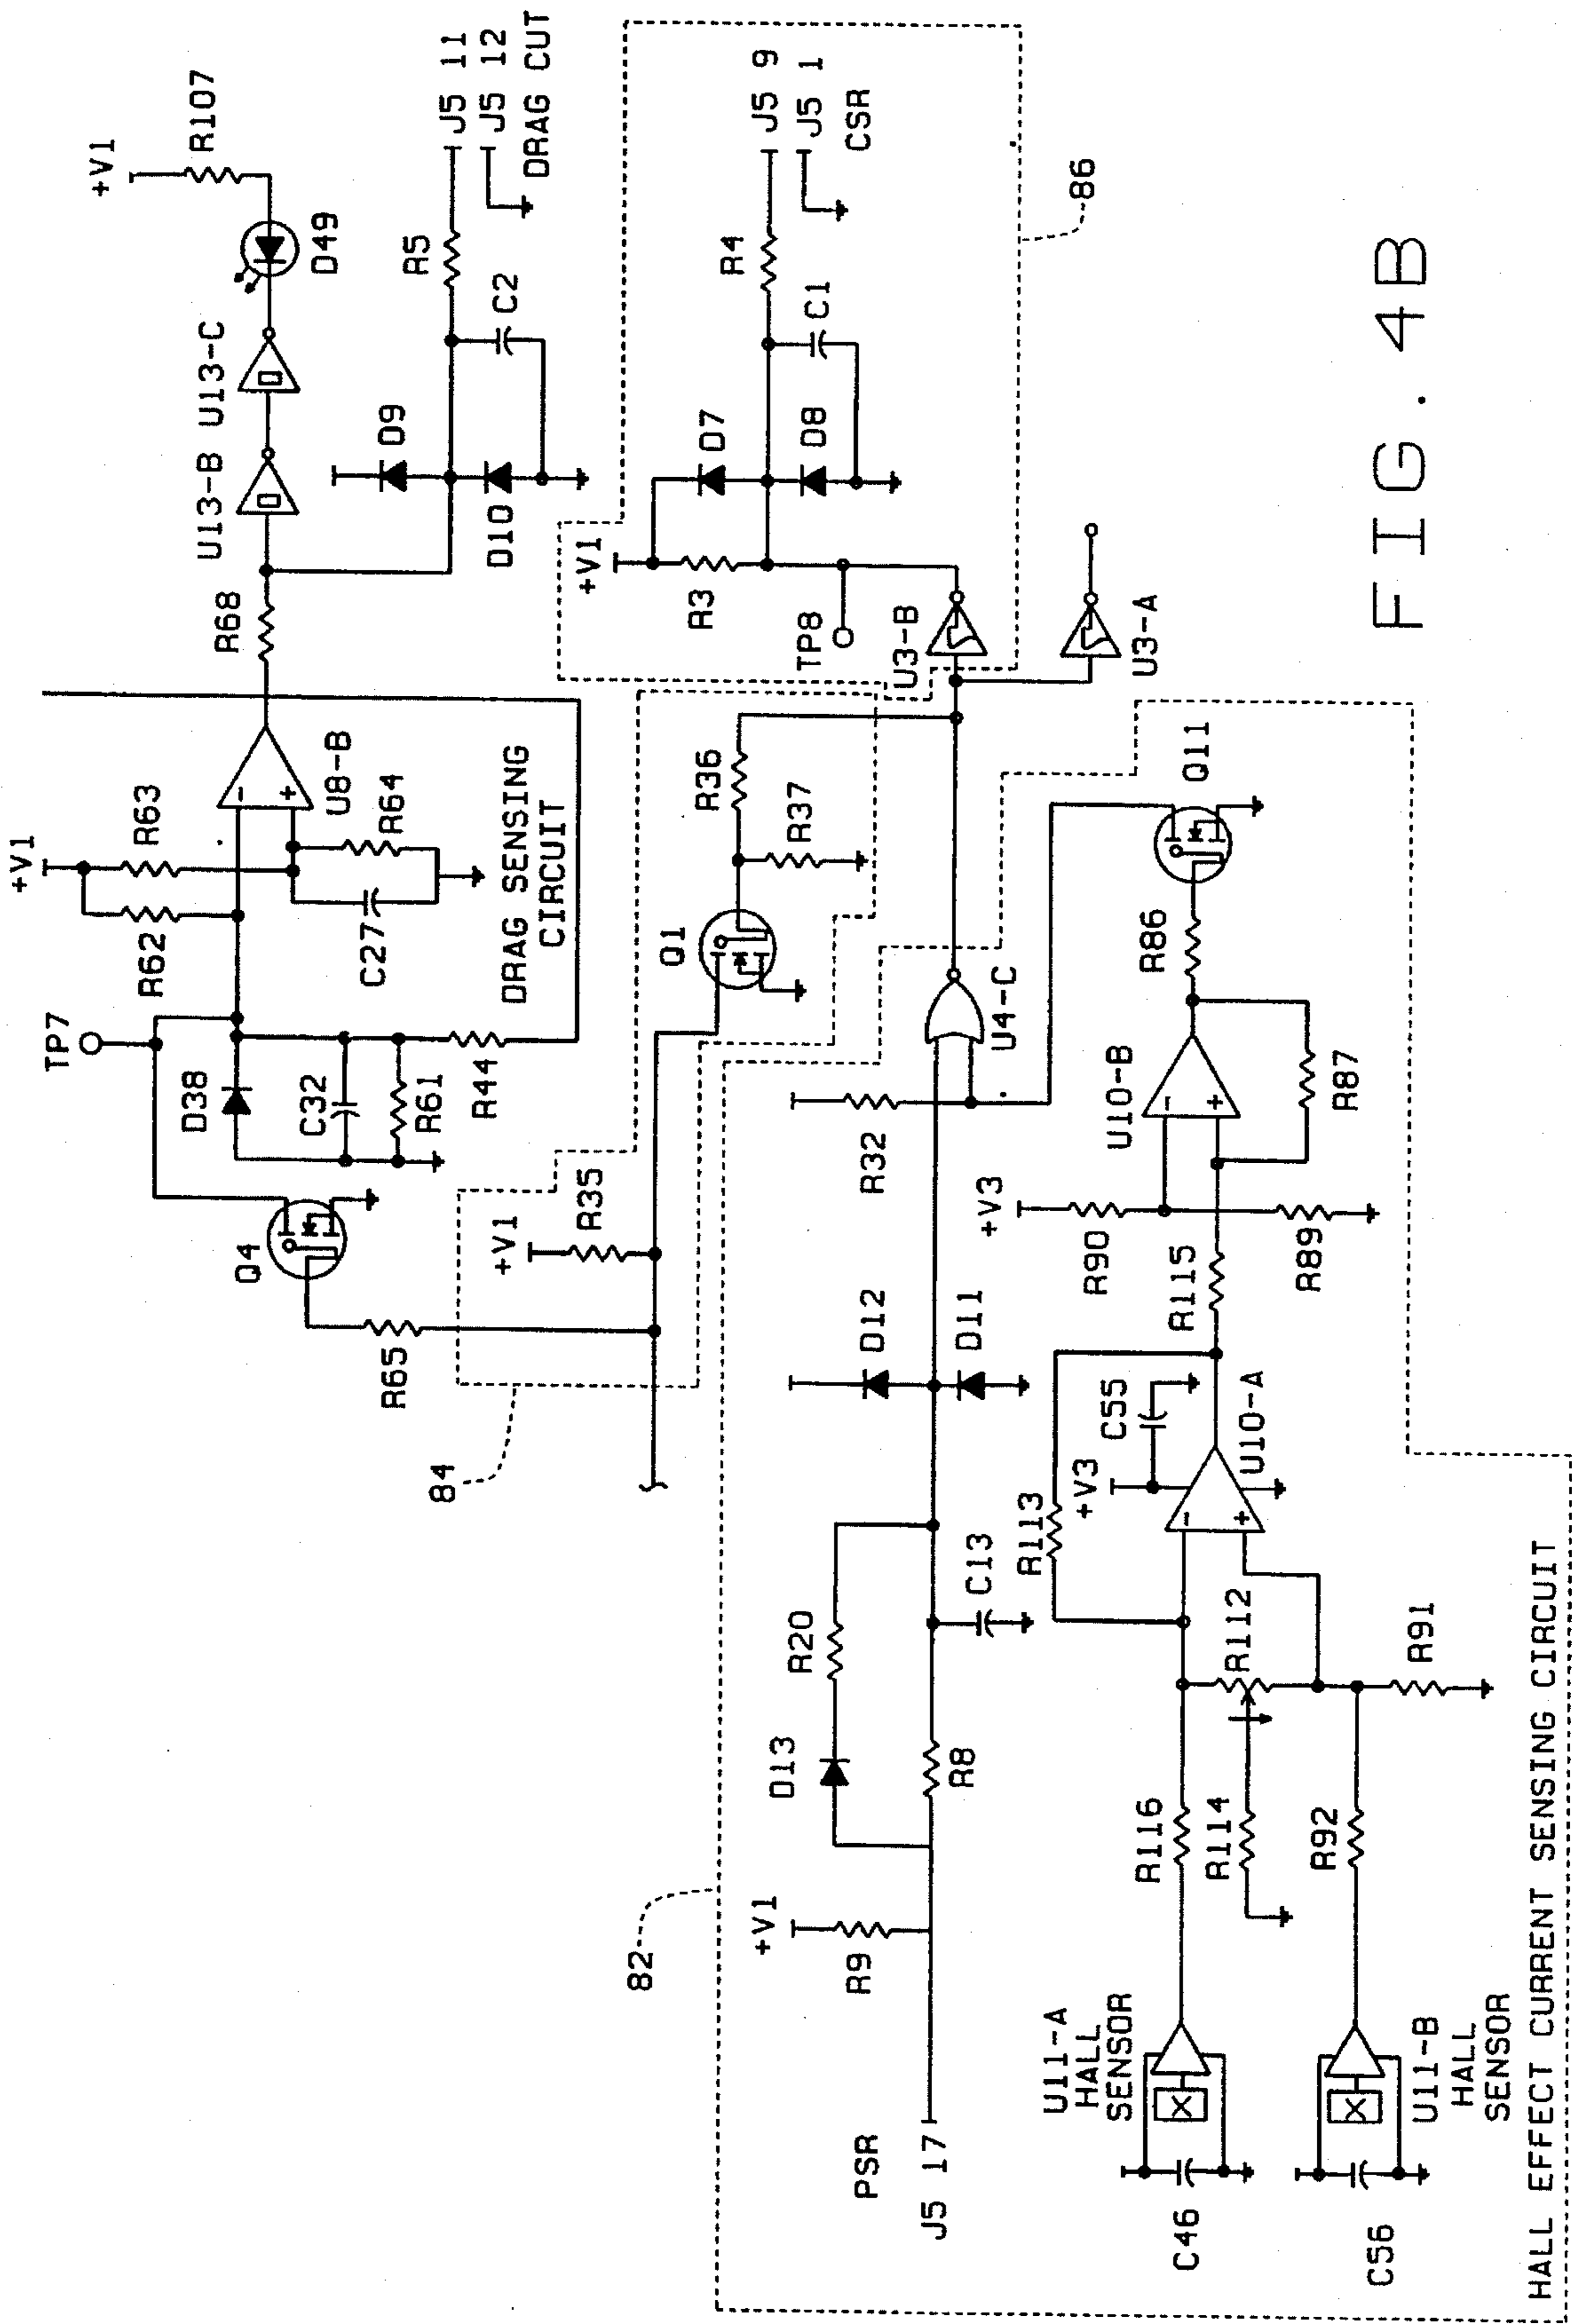 +V1
R107
TP7
R62
R63
U8-B
R68
U13-B
U13-C
D49
D38
C32
R61
R44
C27
R64
DRAG SENSING
CIRCUIT
D9
D10
R5
C2
J5 11
J5 12
DRAG CUT
Q4
R65
+V1
84
+V1
R35
Q1
R36
R37
+V1
R3
TP8
D7
D8
R4
C1
J5 9
J5 1
CSR
U3-B
86
82
PSR
J5 17
+V1
R9
D13
R20
R8
C13
D12
D11
R32
U4-C
U3-A
U11-A
HALL
SENSOR
C46
R116
R114
R112
R113
+V3
C55
U10-A
R115
+V3
R90
R89
U10-B
R87
R86
Q11
C56
U11-B
HALL
SENSOR
R92
R91
HALL EFFECT CURRENT SENSING CIRCUIT
FIG. 4B